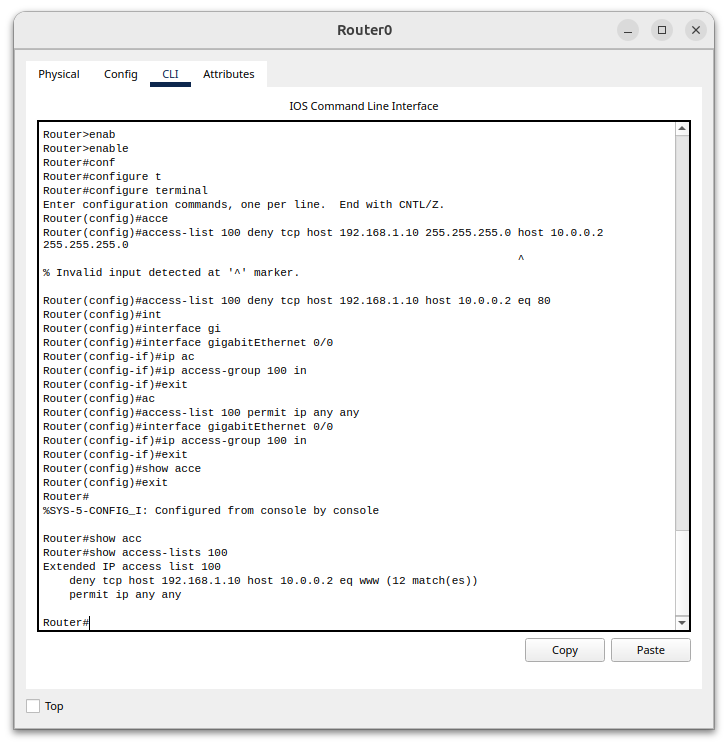 Router0
Physical Config CLI Attributes
IOS Command Line Interface
Router>enab
Router>enable
Router#conf
Router#configure t
Router#configure terminal
Enter configuration commands, one per line.  End with CNTL/Z.
Router(config)#acce
Router(config)#access-list 100 deny tcp host 192.168.1.10 255.255.255.0 host 10.0.0.2
255.255.255.0
^
% Invalid input detected at '^' marker.
Router(config)#access-list 100 deny tcp host 192.168.1.10 host 10.0.0.2 eq 80
Router(config)#int
Router(config)#interface gi
Router(config)#interface gigabitEthernet 0/0
Router(config-if)#ip ac
Router(config-if)#ip access-group 100 in
Router(config-if)#exit
Router(config)#ac
Router(config)#access-list 100 permit ip any any
Router(config)#interface gigabitEthernet 0/0
Router(config-if)#ip access-group 100 in
Router(config-if)#exit
Router(config)#show acce
Router(config)#exit
Router#
%SYS-5-CONFIG_I: Configured from console by console
Router#show acc
Router#show access-lists 100
Extended IP access list 100
    deny tcp host 192.168.1.10 host 10.0.0.2 eq www (12 match(es))
    permit ip any any
Router#
Copy Paste
Top